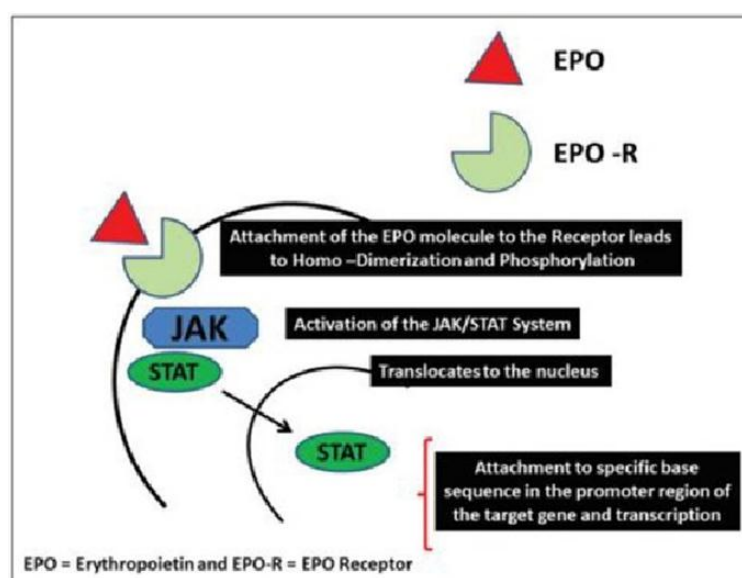 EPO
EPO -R
Attachment of the EPO molecule to the Receptor leads
to Homo –Dimerization and Phosphorylation
JAK
Activation of the JAK/STAT System
STAT
Translocates to the nucleus
STAT
Attachment to specific base
sequence in the promoter region of
the target gene and transcription
EPO = Erythropoietin and EPO-R = EPO Receptor